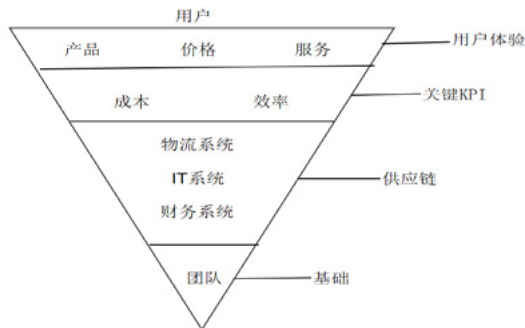 用户
产品 价格 服务
用户体验
成本 效率
关键KPI
物流系统
IT系统
财务系统
供应链
团队
基础